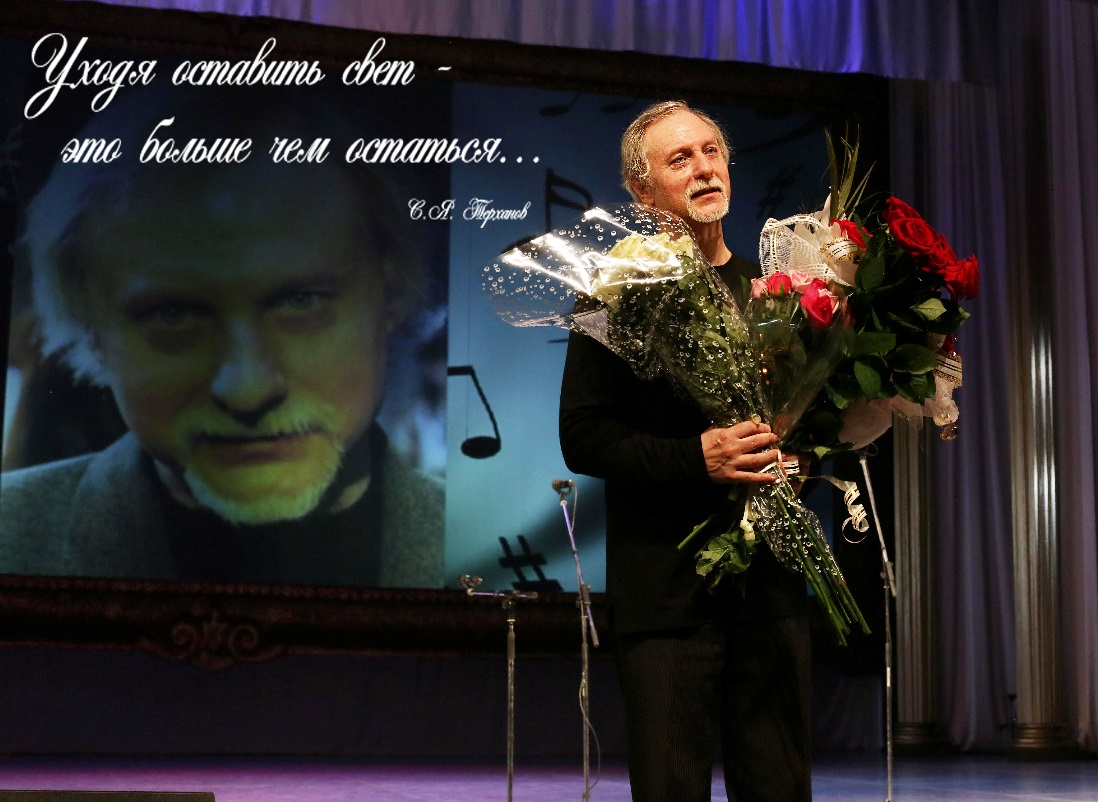 Уходя оставить свет -
это больше чем остаться...
С.Я. Терханов